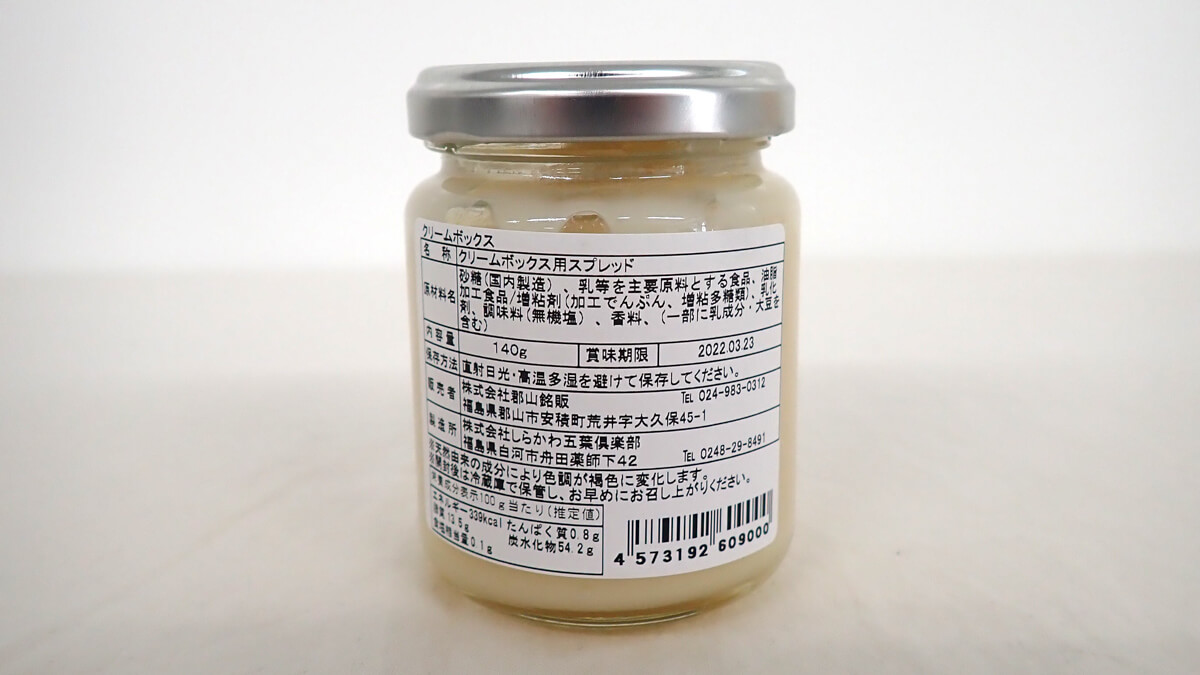 クリームボックス
名称 クリームボックス用スプレッド
原材料名 砂糖(国内製造)、乳等を主要原料とする食品、油脂
加工食品/増粘剤(加工でんぷん、増粘多糖類)、乳化
剤、調味料(無機塩)、香料、(一部に乳成分・大豆を
含む)
内容量 140g 賞味期限 2022.03.23
保存方法 直射日光・高温多湿を避けて保存してください。
販売者 株式会社郡山銘販 TEL 024-983-0312
福島県郡山市安積町荒井字大久保45-1
製造所 株式会社しらかわ五葉倶楽部
福島県白河市舟田薬師下42 TEL 0248-29-8491
※天然由来の成分により色調が褐色に変化します。
※開封後は冷蔵庫で保管し、お早めにお召し上がりください。
栄養成分表示100g当たり(推定値)
エネルギー339kcal たんぱく質0.8g
脂質13.5g 炭水化物54.2g
食塩相当量0.1g
4 573192 609000